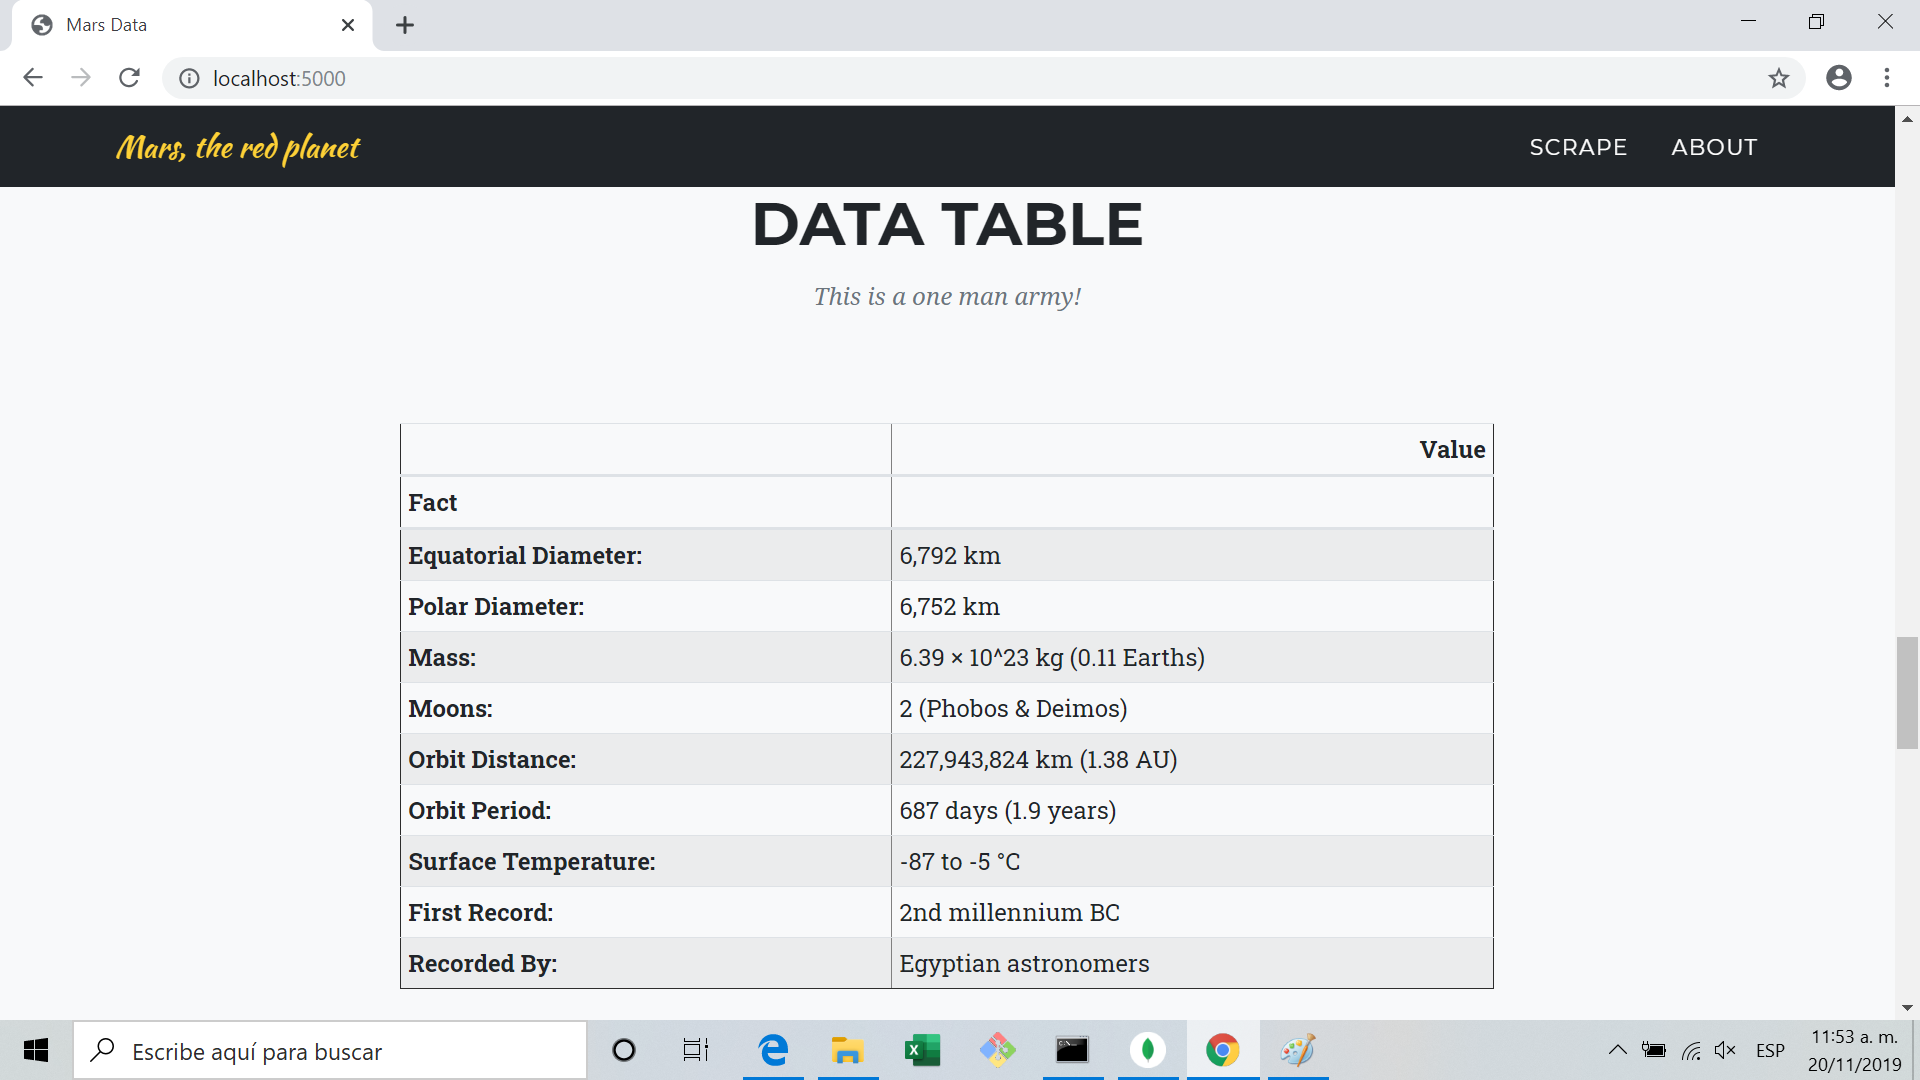 Mars Data
localhost:5000
Mars, the red planet
SCRAPE ABOUT
DATA TABLE
This is a one man army!
Value
Fact
Equatorial Diameter: 6,792 km
Polar Diameter: 6,752 km
Mass: 6.39 × 10^23 kg (0.11 Earths)
Moons: 2 (Phobos & Deimos)
Orbit Distance: 227,943,824 km (1.38 AU)
Orbit Period: 687 days (1.9 years)
Surface Temperature: -87 to -5 °C
First Record: 2nd millennium BC
Recorded By: Egyptian astronomers
Escribe aquí para buscar
ESP
11:53 a. m.
20/11/2019